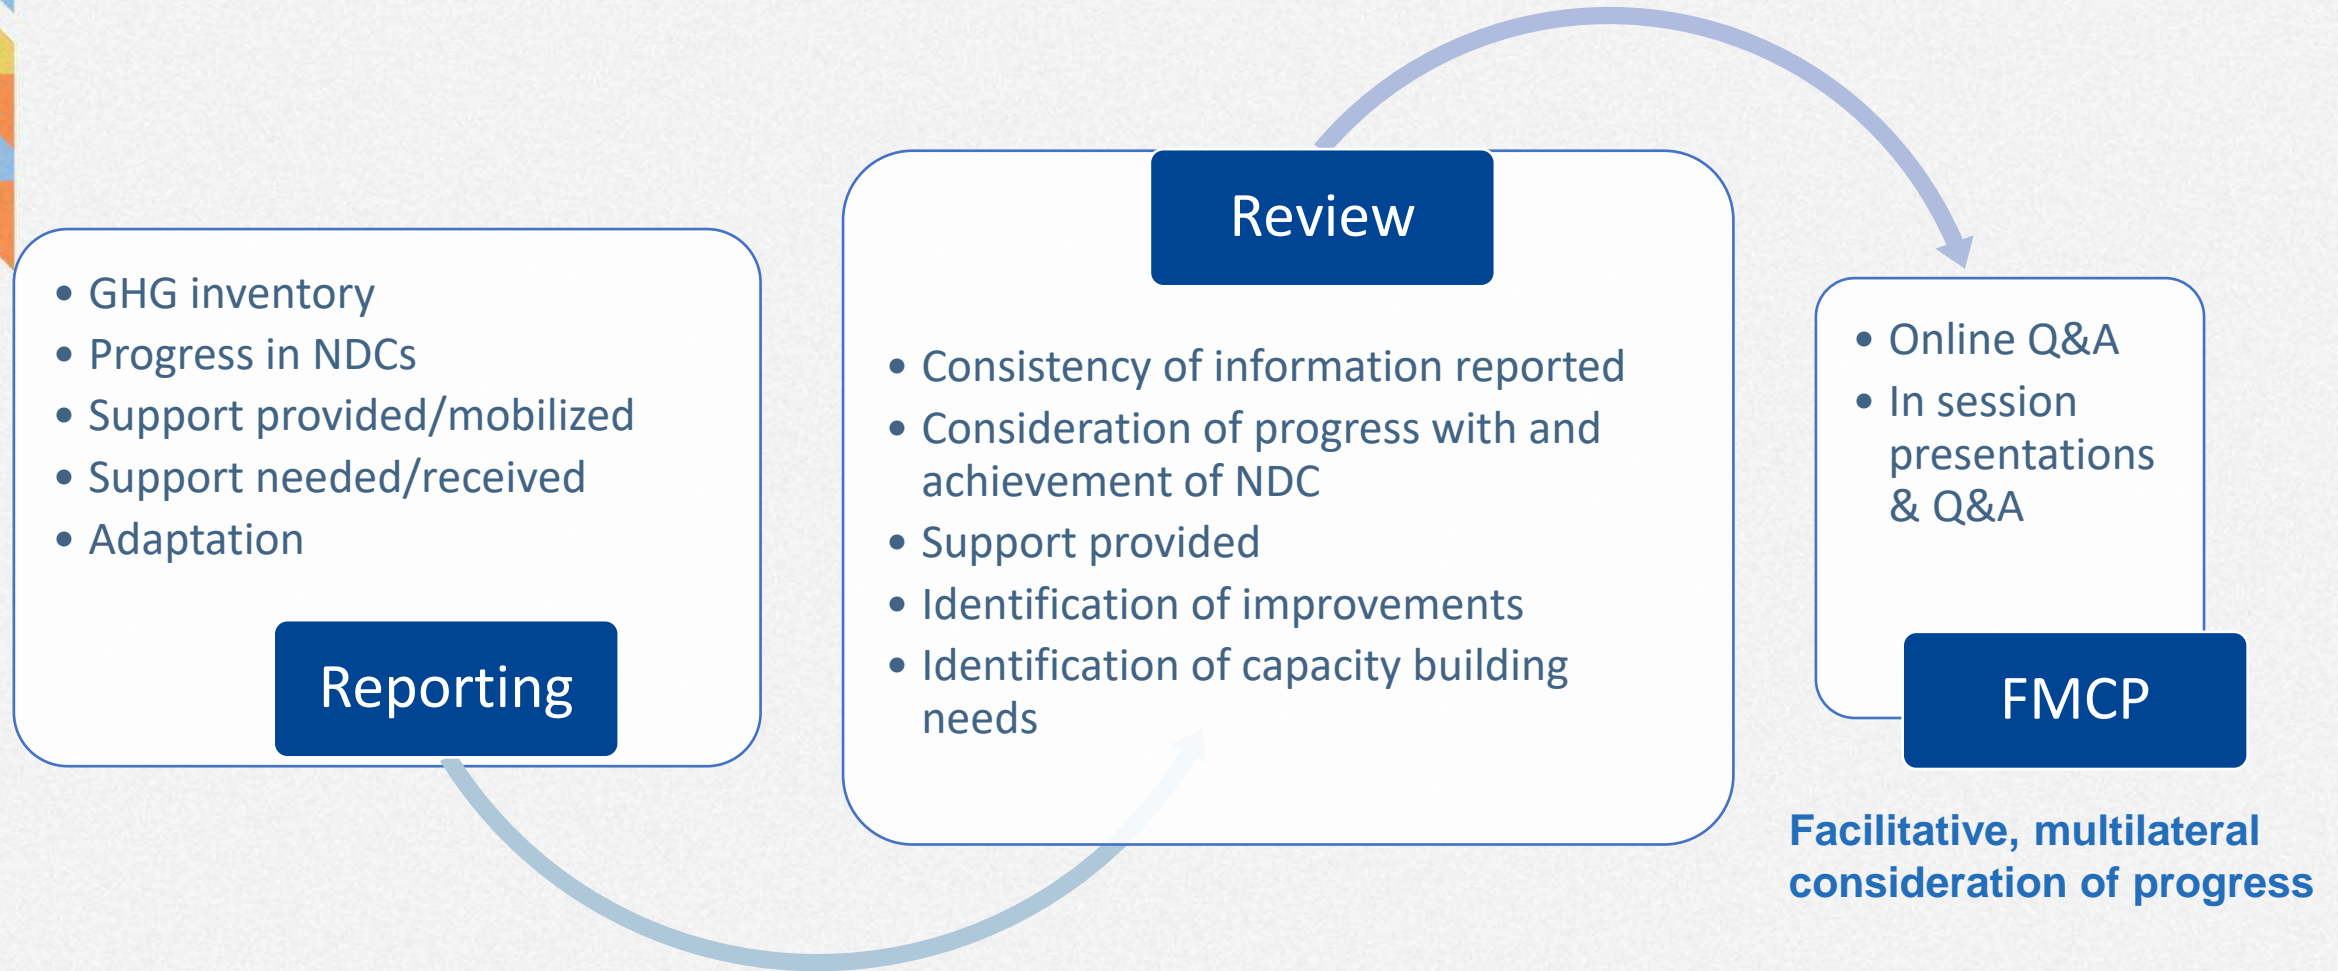 • GHG inventory
• Progress in NDCs
• Support provided/mobilized
• Support needed/received
• Adaptation
Reporting
Review
• Consistency of information reported
• Consideration of progress with and
achievement of NDC
• Support provided
• Identification of improvements
• Identification of capacity building
needs
• Online Q&A
• In session
presentations
& Q&A
FMCP
Facilitative, multilateral
consideration of progress